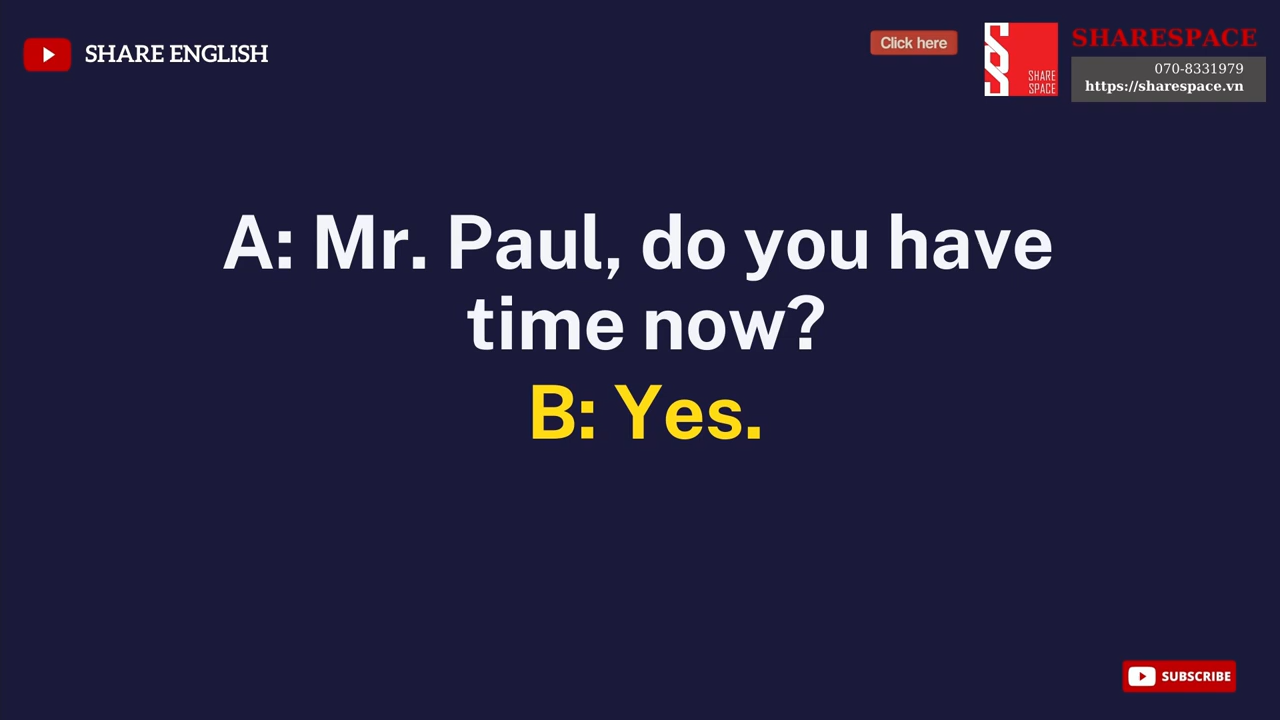 SHARE ENGLISH
Click here
SHARE
SPACE
SHARESPACE
070-8331979
https://sharespace.vn
A: Mr. Paul, do you have
time now?
B: Yes.
SUBSCRIBE